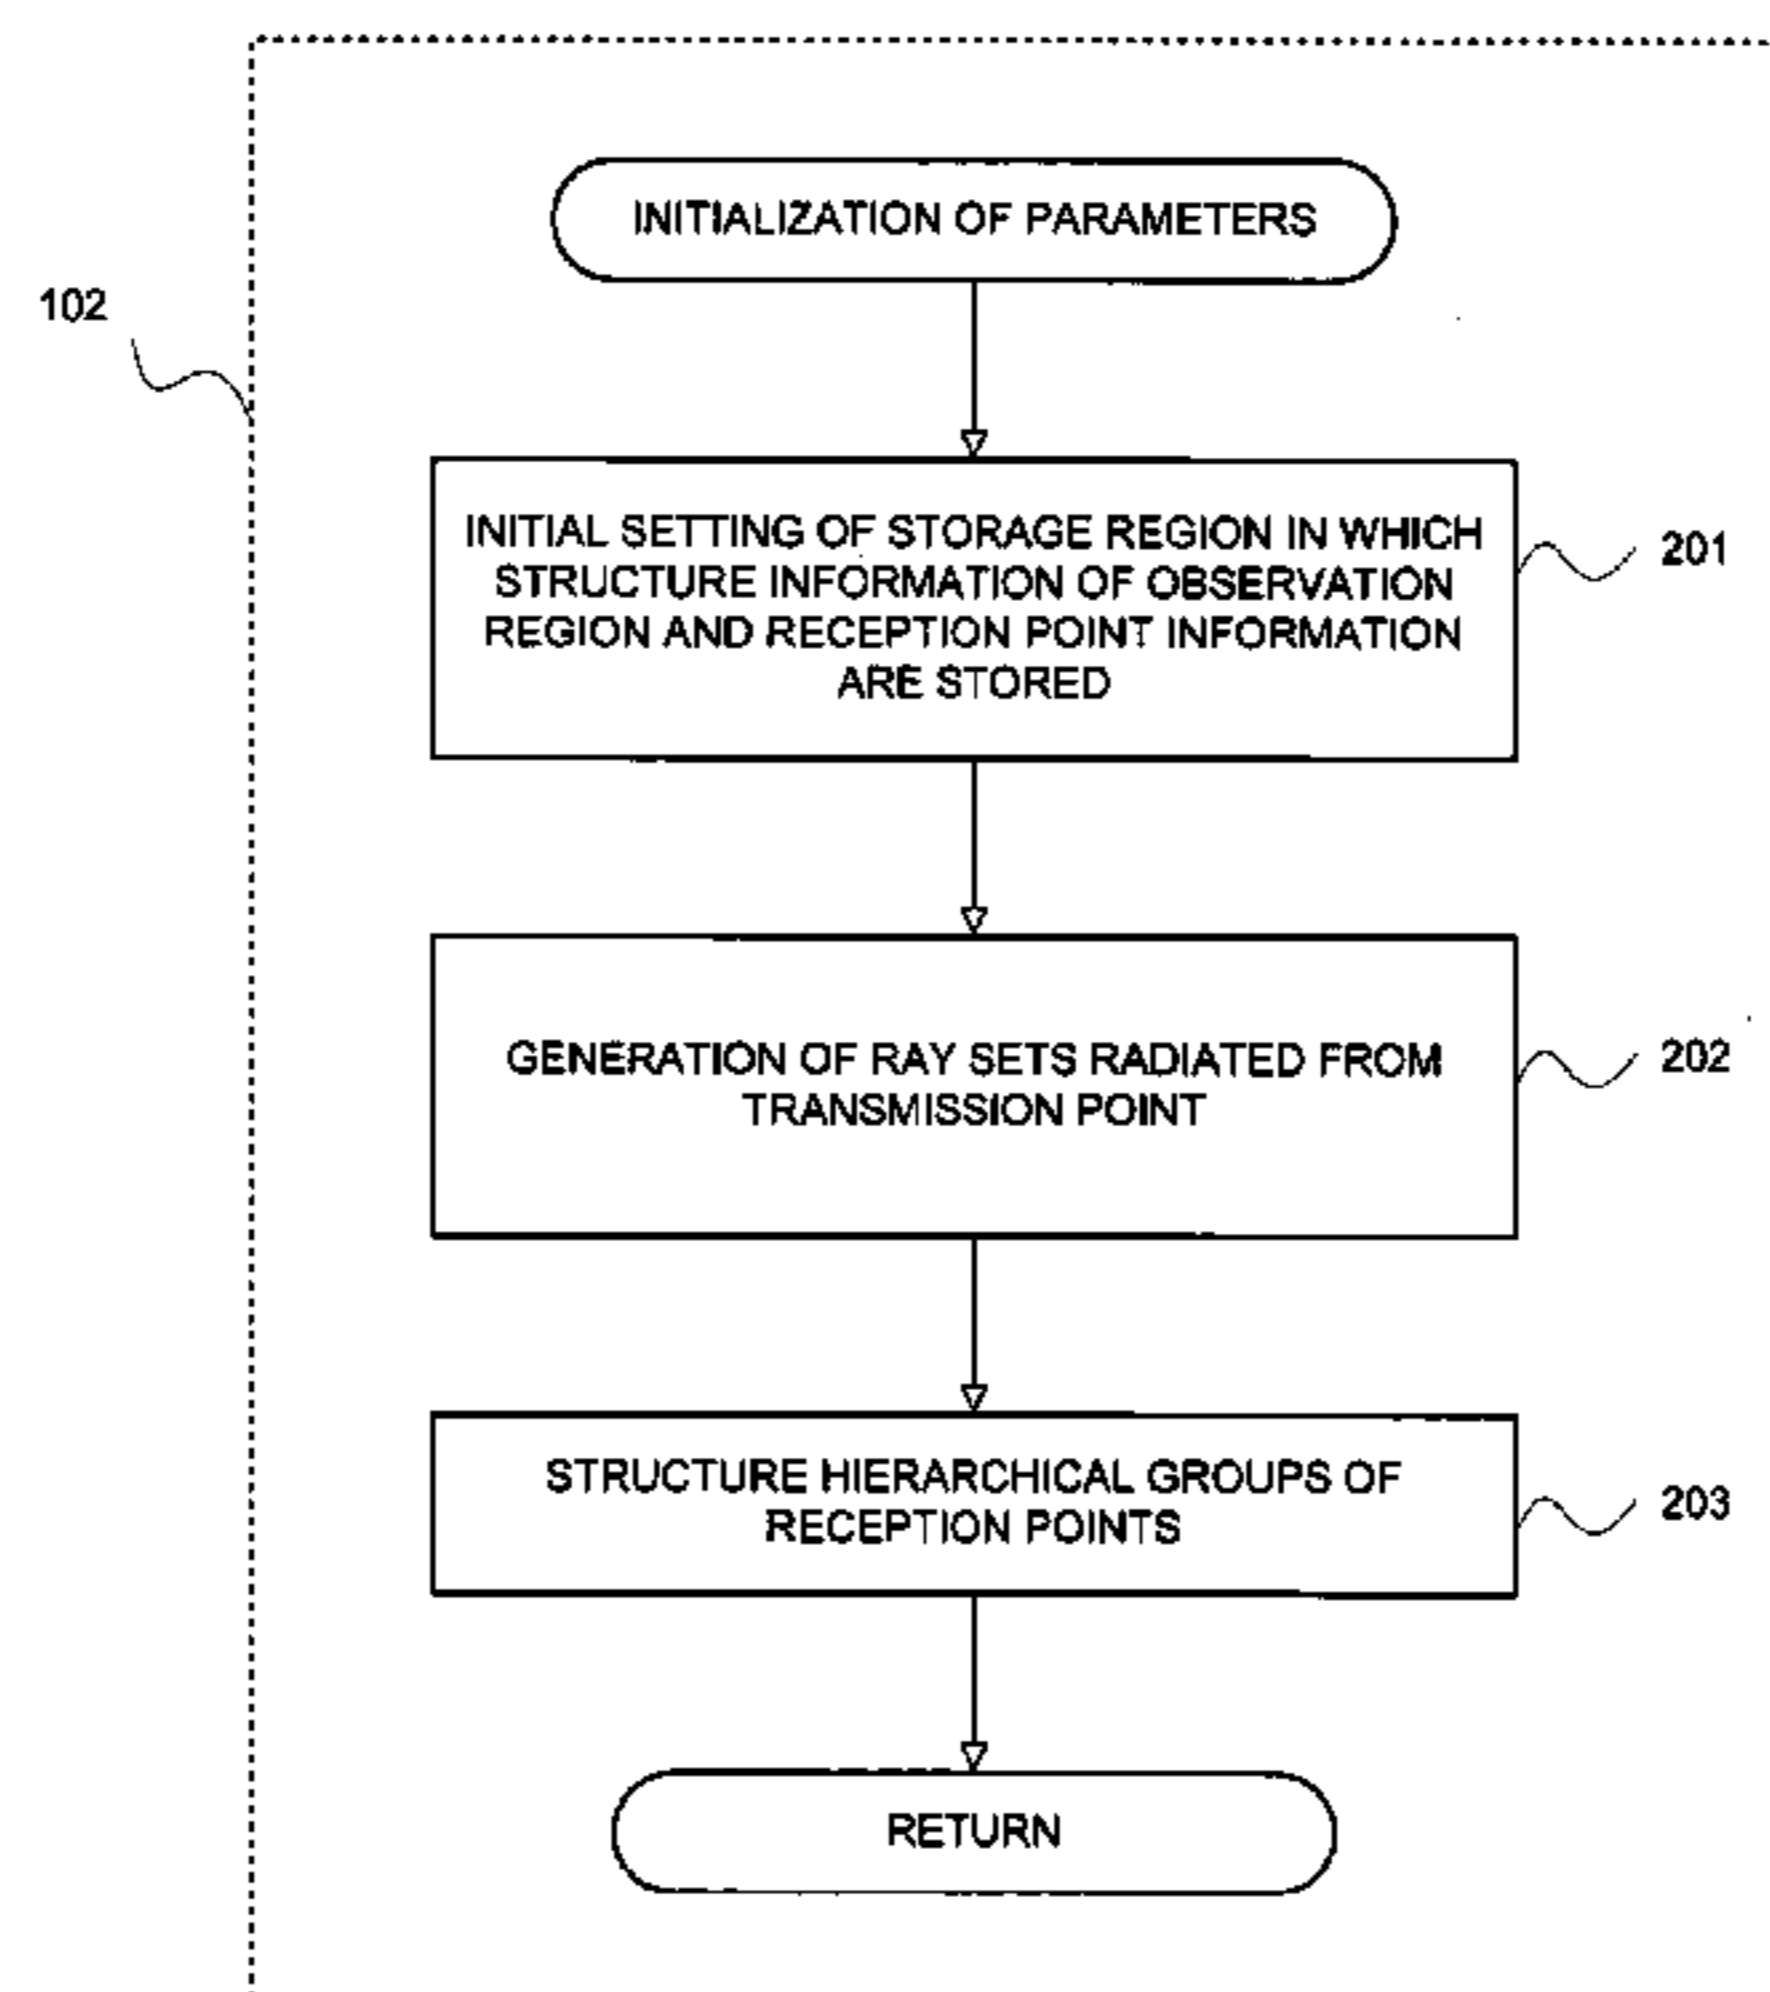 INITIALIZATION OF PARAMETERS
102
INITIAL SETTING OF STORAGE REGION IN WHICH
STRUCTURE INFORMATION OF OBSERVATION
REGION AND RECEPTION POINT INFORMATION
ARE STORED
201
GENERATION OF RAY SETS RADIATED FROM
TRANSMISSION POINT
202
STRUCTURE HIERARCHICAL GROUPS OF
RECEPTION POINTS
203
RETURN